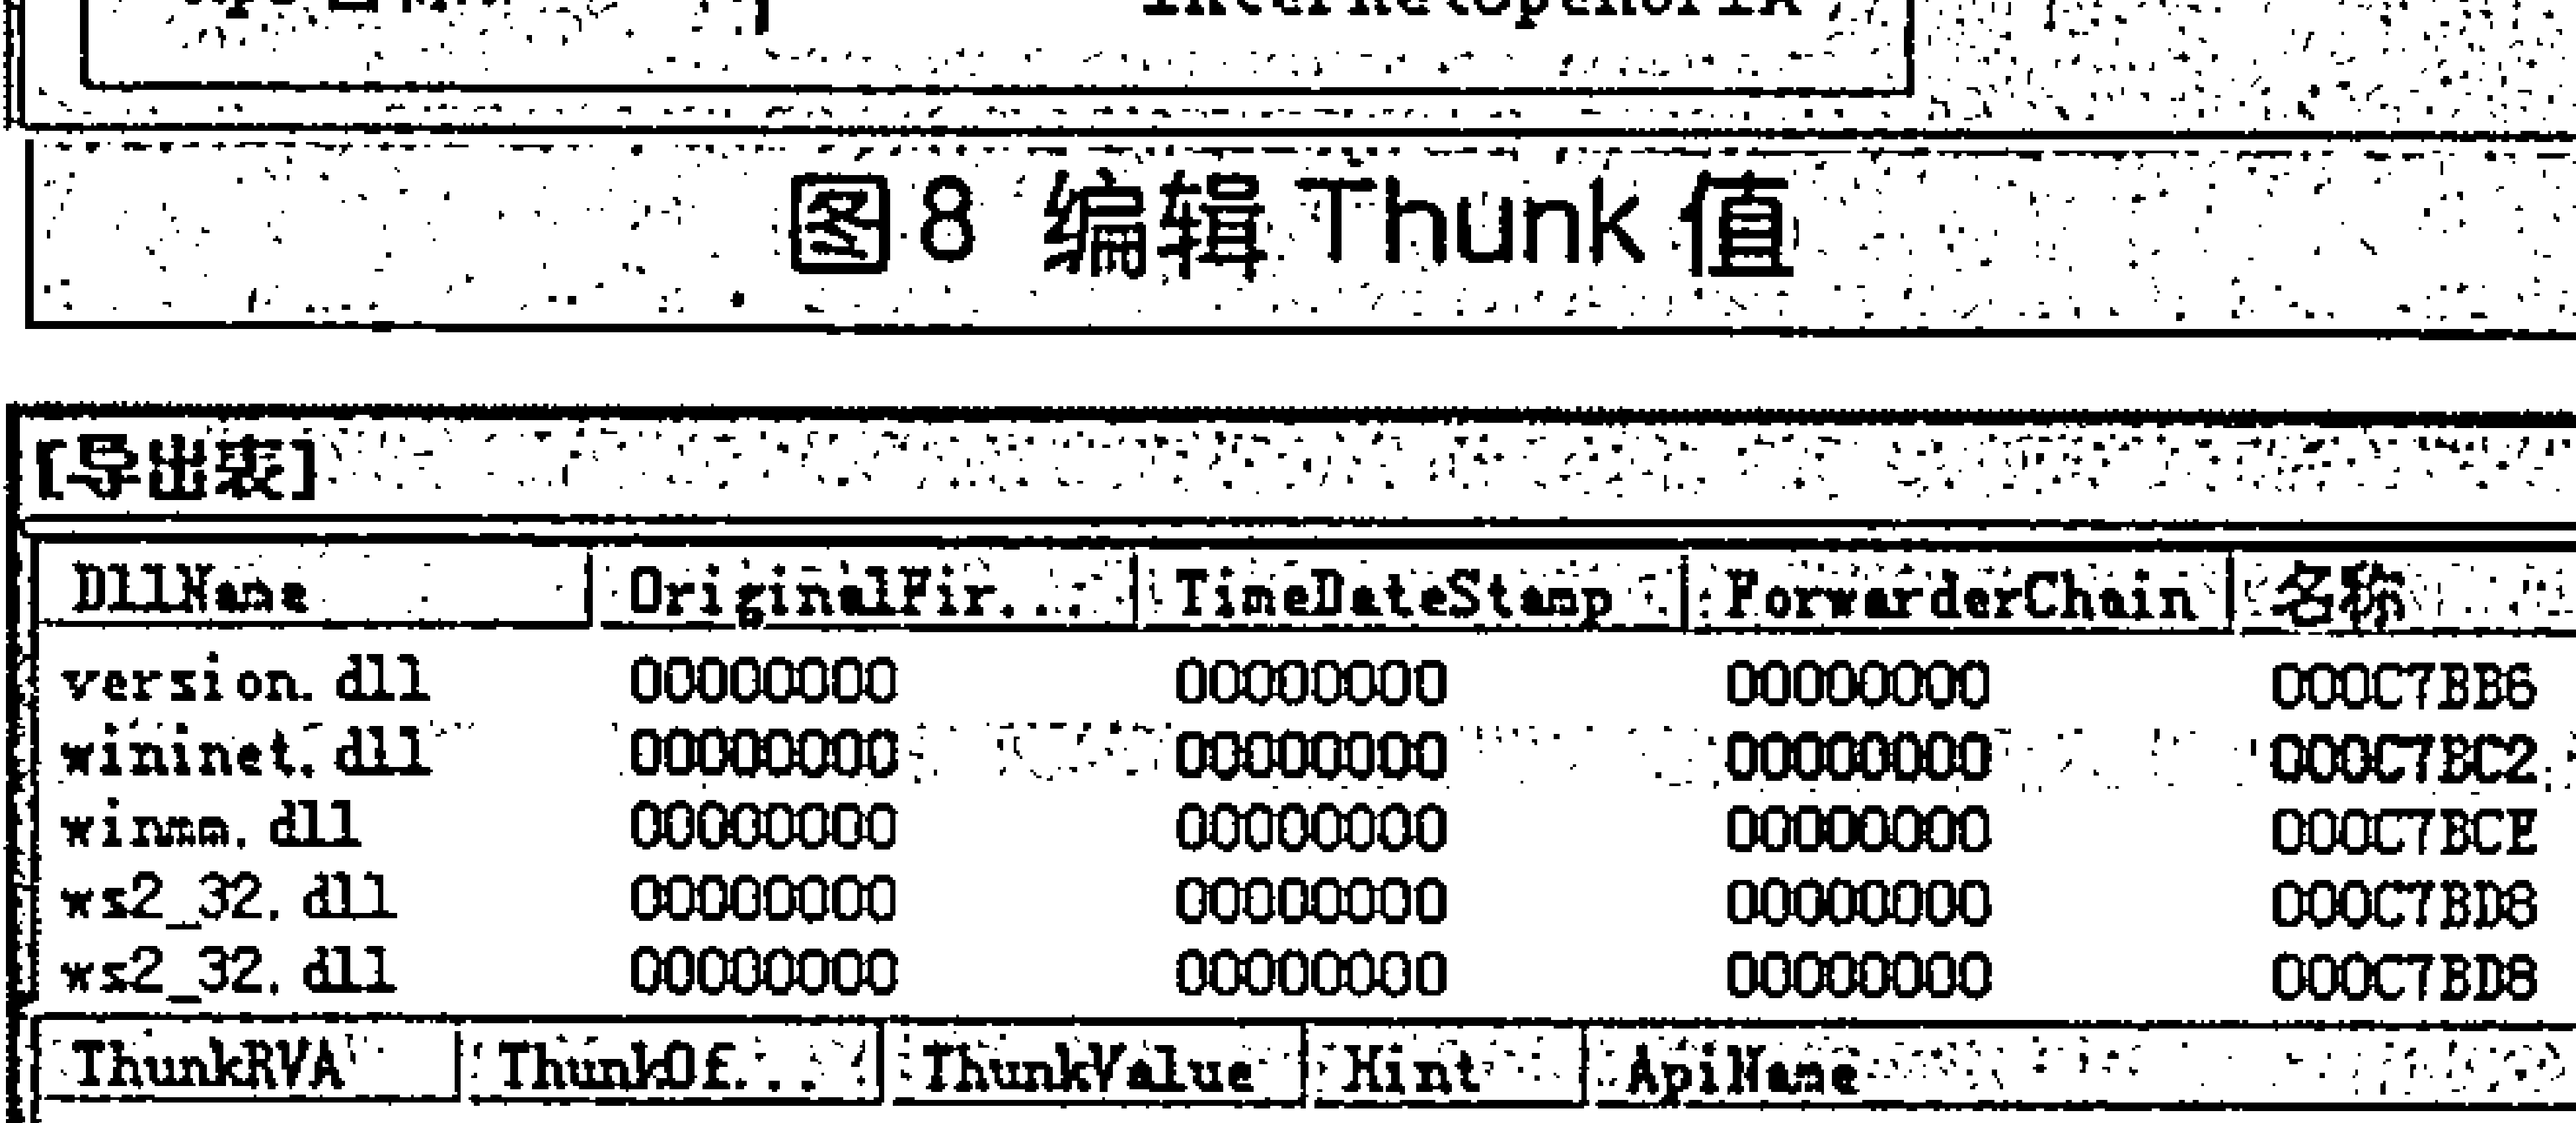 InternetOpenUrlA
图8 编辑 Thunk 值
[导出表]
DllName OriginalFir... TimeDateStamp ForwarderChain 名称
version.dll 00000000 00000000 00000000 000C7BB6
wininet.dll 00000000 00000000 00000000 000C7BC2
winmm.dll 00000000 00000000 00000000 000C7BCE
ws2_32.dll 00000000 00000000 00000000 000C7BD8
ws2_32.dll 00000000 00000000 00000000 000C7BD8
ThunkRVA ThunkOf... ThunkValue Hint ApiName